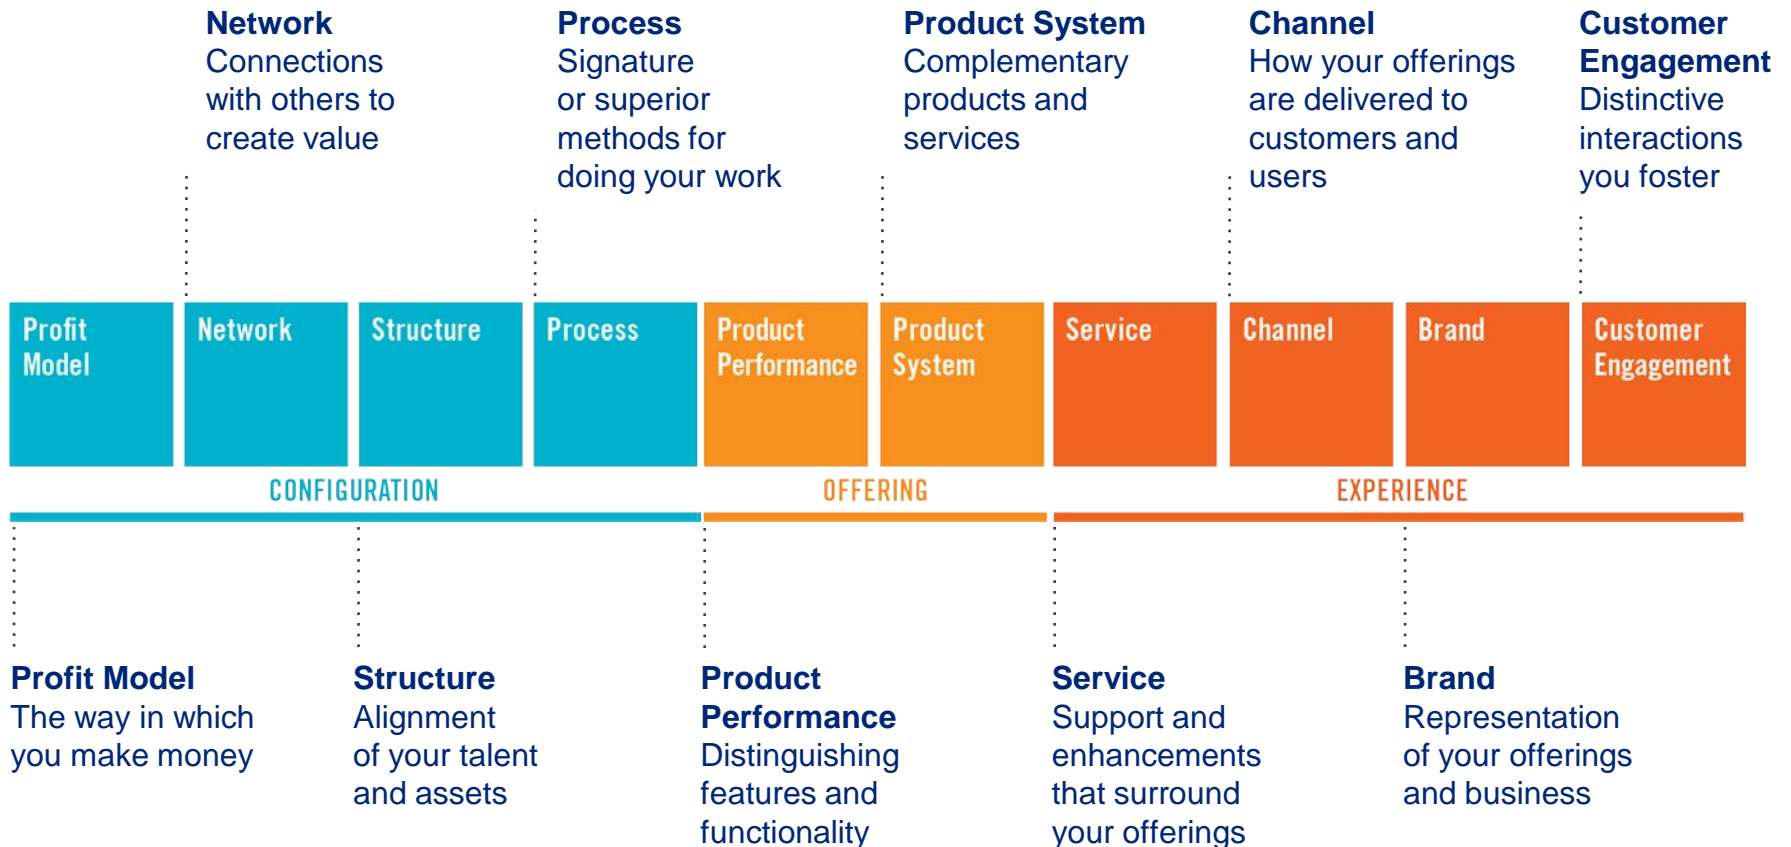 Network
Connections
with others to
create value
Process
Signature
or superior
methods for
doing your work
Product System
Complementary
products and
services
Channel
How your offerings
are delivered to
customers and
users
Customer
Engagement
Distinctive
interactions
you foster
Profit
Model
Network
Structure
Process
Product
Performance
Product
System
Service
Channel
Brand
Customer
Engagement
CONFIGURATION
OFFERING
EXPERIENCE
Profit Model
The way in which
you make money
Structure
Alignment
of your talent
and assets
Product
Performance
Distinguishing
features and
functionality
Service
Support and
enhancements
that surround
your offerings
Brand
Representation
of your offerings
and business